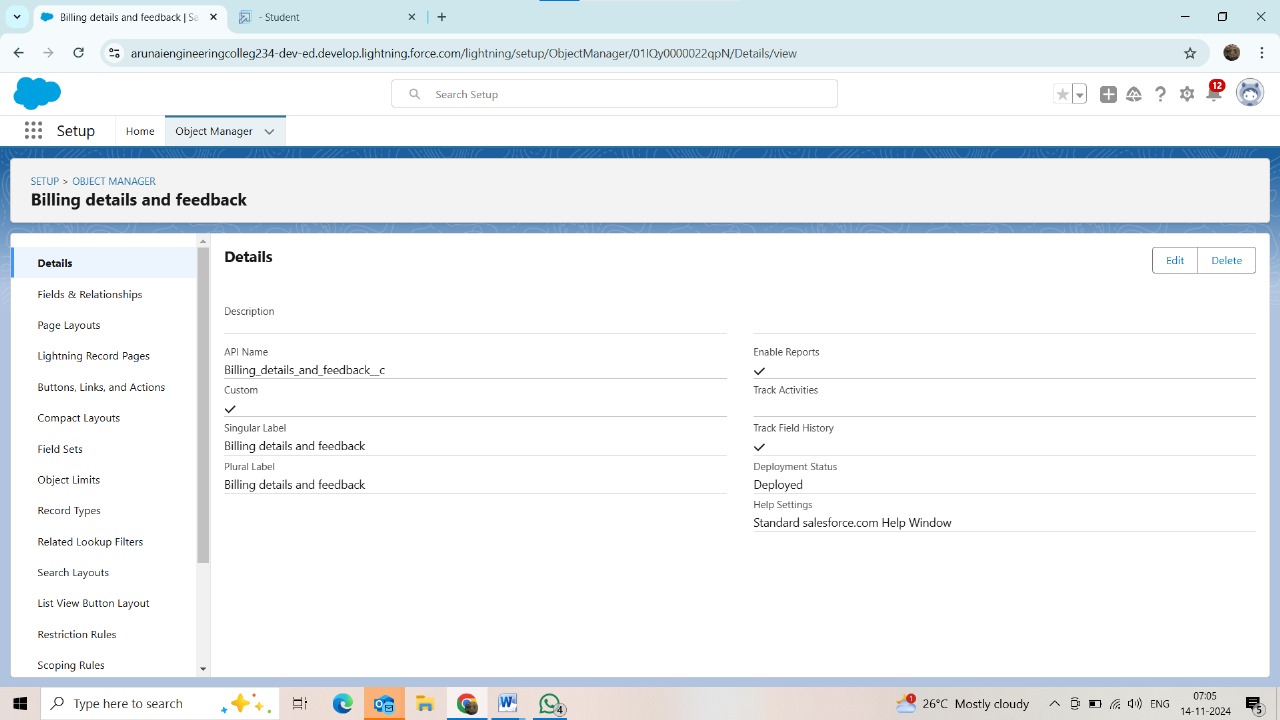 Billing details and feedback | Sa
- Student
arunaiengineeringcolleg234-dev-ed.develop.lightning.force.com/lightning/setup/ObjectManager/01IQy0000022qpN/Details/view
Search Setup
12
Setup
Home
Object Manager
SETUP > OBJECT MANAGER
Billing details and feedback
Details
Fields & Relationships
Page Layouts
Lightning Record Pages
Buttons, Links, and Actions
Compact Layouts
Field Sets
Object Limits
Record Types
Related Lookup Filters
Search Layouts
List View Button Layout
Restriction Rules
Scoping Rules
Details
Edit
Delete
Description
API Name
Billing_details_and_feedback__c
Custom
Singular Label
Billing details and feedback
Plural Label
Billing details and feedback
Enable Reports
Track Activities
Track Field History
Deployment Status
Deployed
Help Settings
Standard salesforce.com Help Window
Type here to search
4
1
26°C Mostly cloudy
ENG
07:05
14-11-2024
5